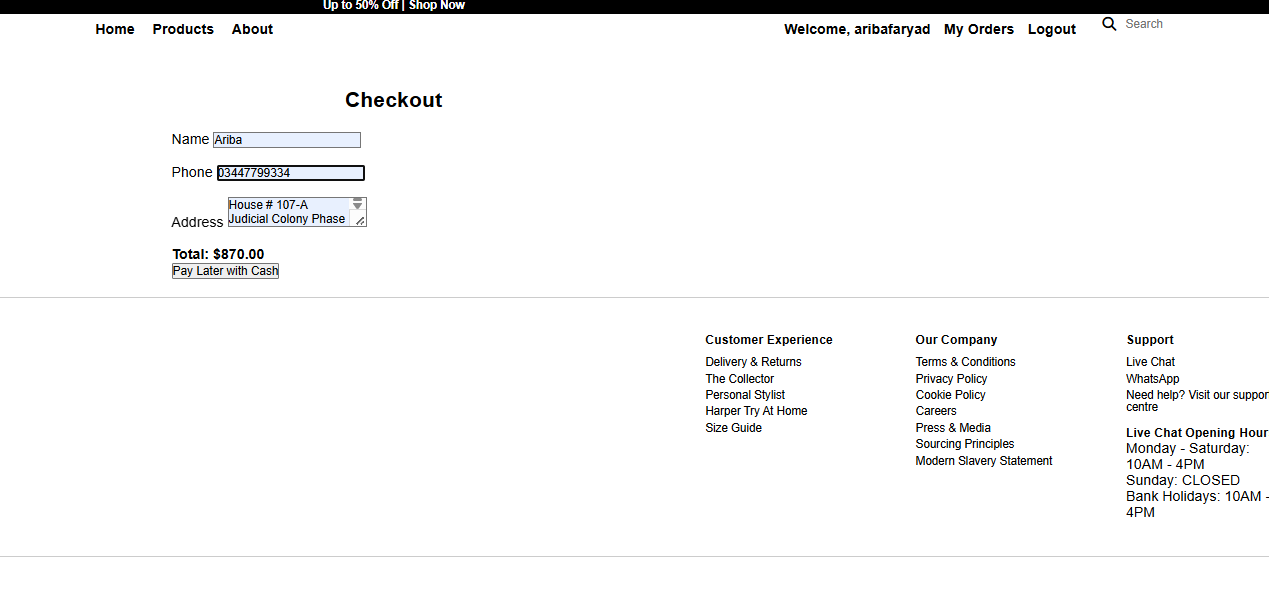 Up to 50% Off | Shop Now
Home Products About Welcome, aribafaryad My Orders Logout Search
Checkout
Name Ariba
Phone 03447799334
Address House # 107-A
Judicial Colony Phase
Total: $870.00
Pay Later with Cash
Customer Experience
Delivery & Returns
The Collector
Personal Stylist
Harper Try At Home
Size Guide
Our Company
Terms & Conditions
Privacy Policy
Cookie Policy
Careers
Press & Media
Sourcing Principles
Modern Slavery Statement
Support
Live Chat
WhatsApp
Need help? Visit our suppor
centre
Live Chat Opening Hour
Monday - Saturday:
10AM - 4PM
Sunday: CLOSED
Bank Holidays: 10AM -
4PM